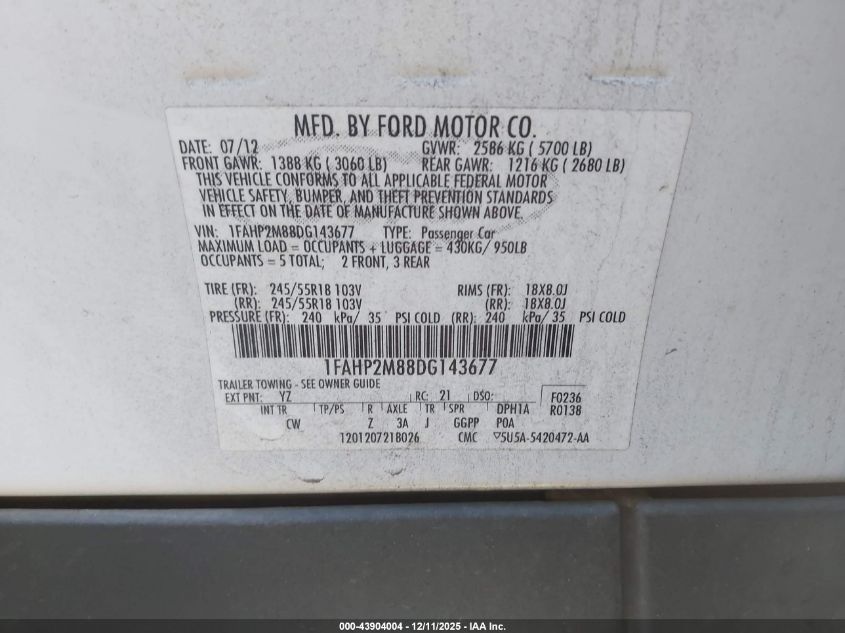 MFD. BY FORD MOTOR CO.
DATE: 07/12 GVWR: 2586 KG ( 5700 LB)
FRONT GAWR: 1388 KG ( 3060 LB) REAR GAWR: 1216 KG ( 2680 LB)
THIS VEHICLE CONFORMS TO ALL APPLICABLE FEDERAL MOTOR
VEHICLE SAFETY, BUMPER, AND THEFT PREVENTION STANDARDS
IN EFFECT ON THE DATE OF MANUFACTURE SHOWN ABOVE.
VIN: 1FAHP2M88DG143677 TYPE: Passenger Car
MAXIMUM LOAD = OCCUPANTS + LUGGAGE = 430KG/ 950LB
OCCUPANTS = 5 TOTAL; 2 FRONT, 3 REAR
TIRE (FR): 245/55R18 103V RIMS (FR): 18X8.0J
(RR): 245/55R18 103V (RR): 18X8.0J
PRESSURE (FR): 240 kPa/ 35 PSI COLD (RR): 240 kPa/ 35 PSI COLD
1FAHP2M88DG143677
TRAILER TOWING - SEE OWNER GUIDE
EXT PNT: YZ RC: 21 DSO: F0236
INT TR TP/PS R AXLE TR SPR DPH1A R0138
CW Z 3A J GGPP POA
1201207218026 CMC 5U5A-5420472-AA
000-43904004 - 12/11/2025 - IAA Inc.